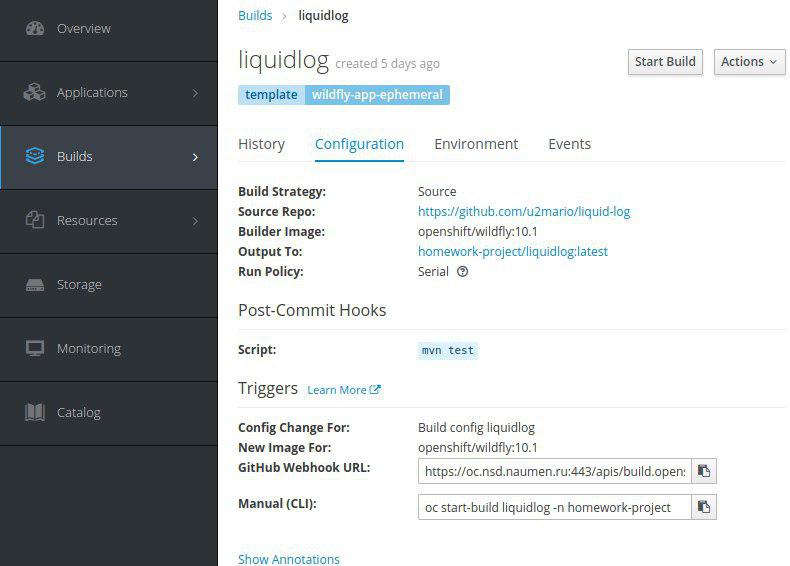 Overview
Applications
Builds
Resources
Storage
Monitoring
Catalog
Builds > liquidlog
liquidlog created 5 days ago
Start Build
Actions
template wildfly-app-ephemeral
History Configuration Environment Events
Build Strategy: Source
Source Repo: https://github.com/u2mario/liquid-log
Builder Image: openshift/wildfly:10.1
Output To: homework-project/liquidlog:latest
Run Policy: Serial
Post-Commit Hooks
Script: mvn test
Triggers Learn More
Config Change For: Build config liquidlog
New Image For: openshift/wildfly:10.1
GitHub Webhook URL: https://oc.nsd.naumen.ru:443/apis/build.open
Manual (CLI): oc start-build liquidlog -n homework-project
Show Annotations